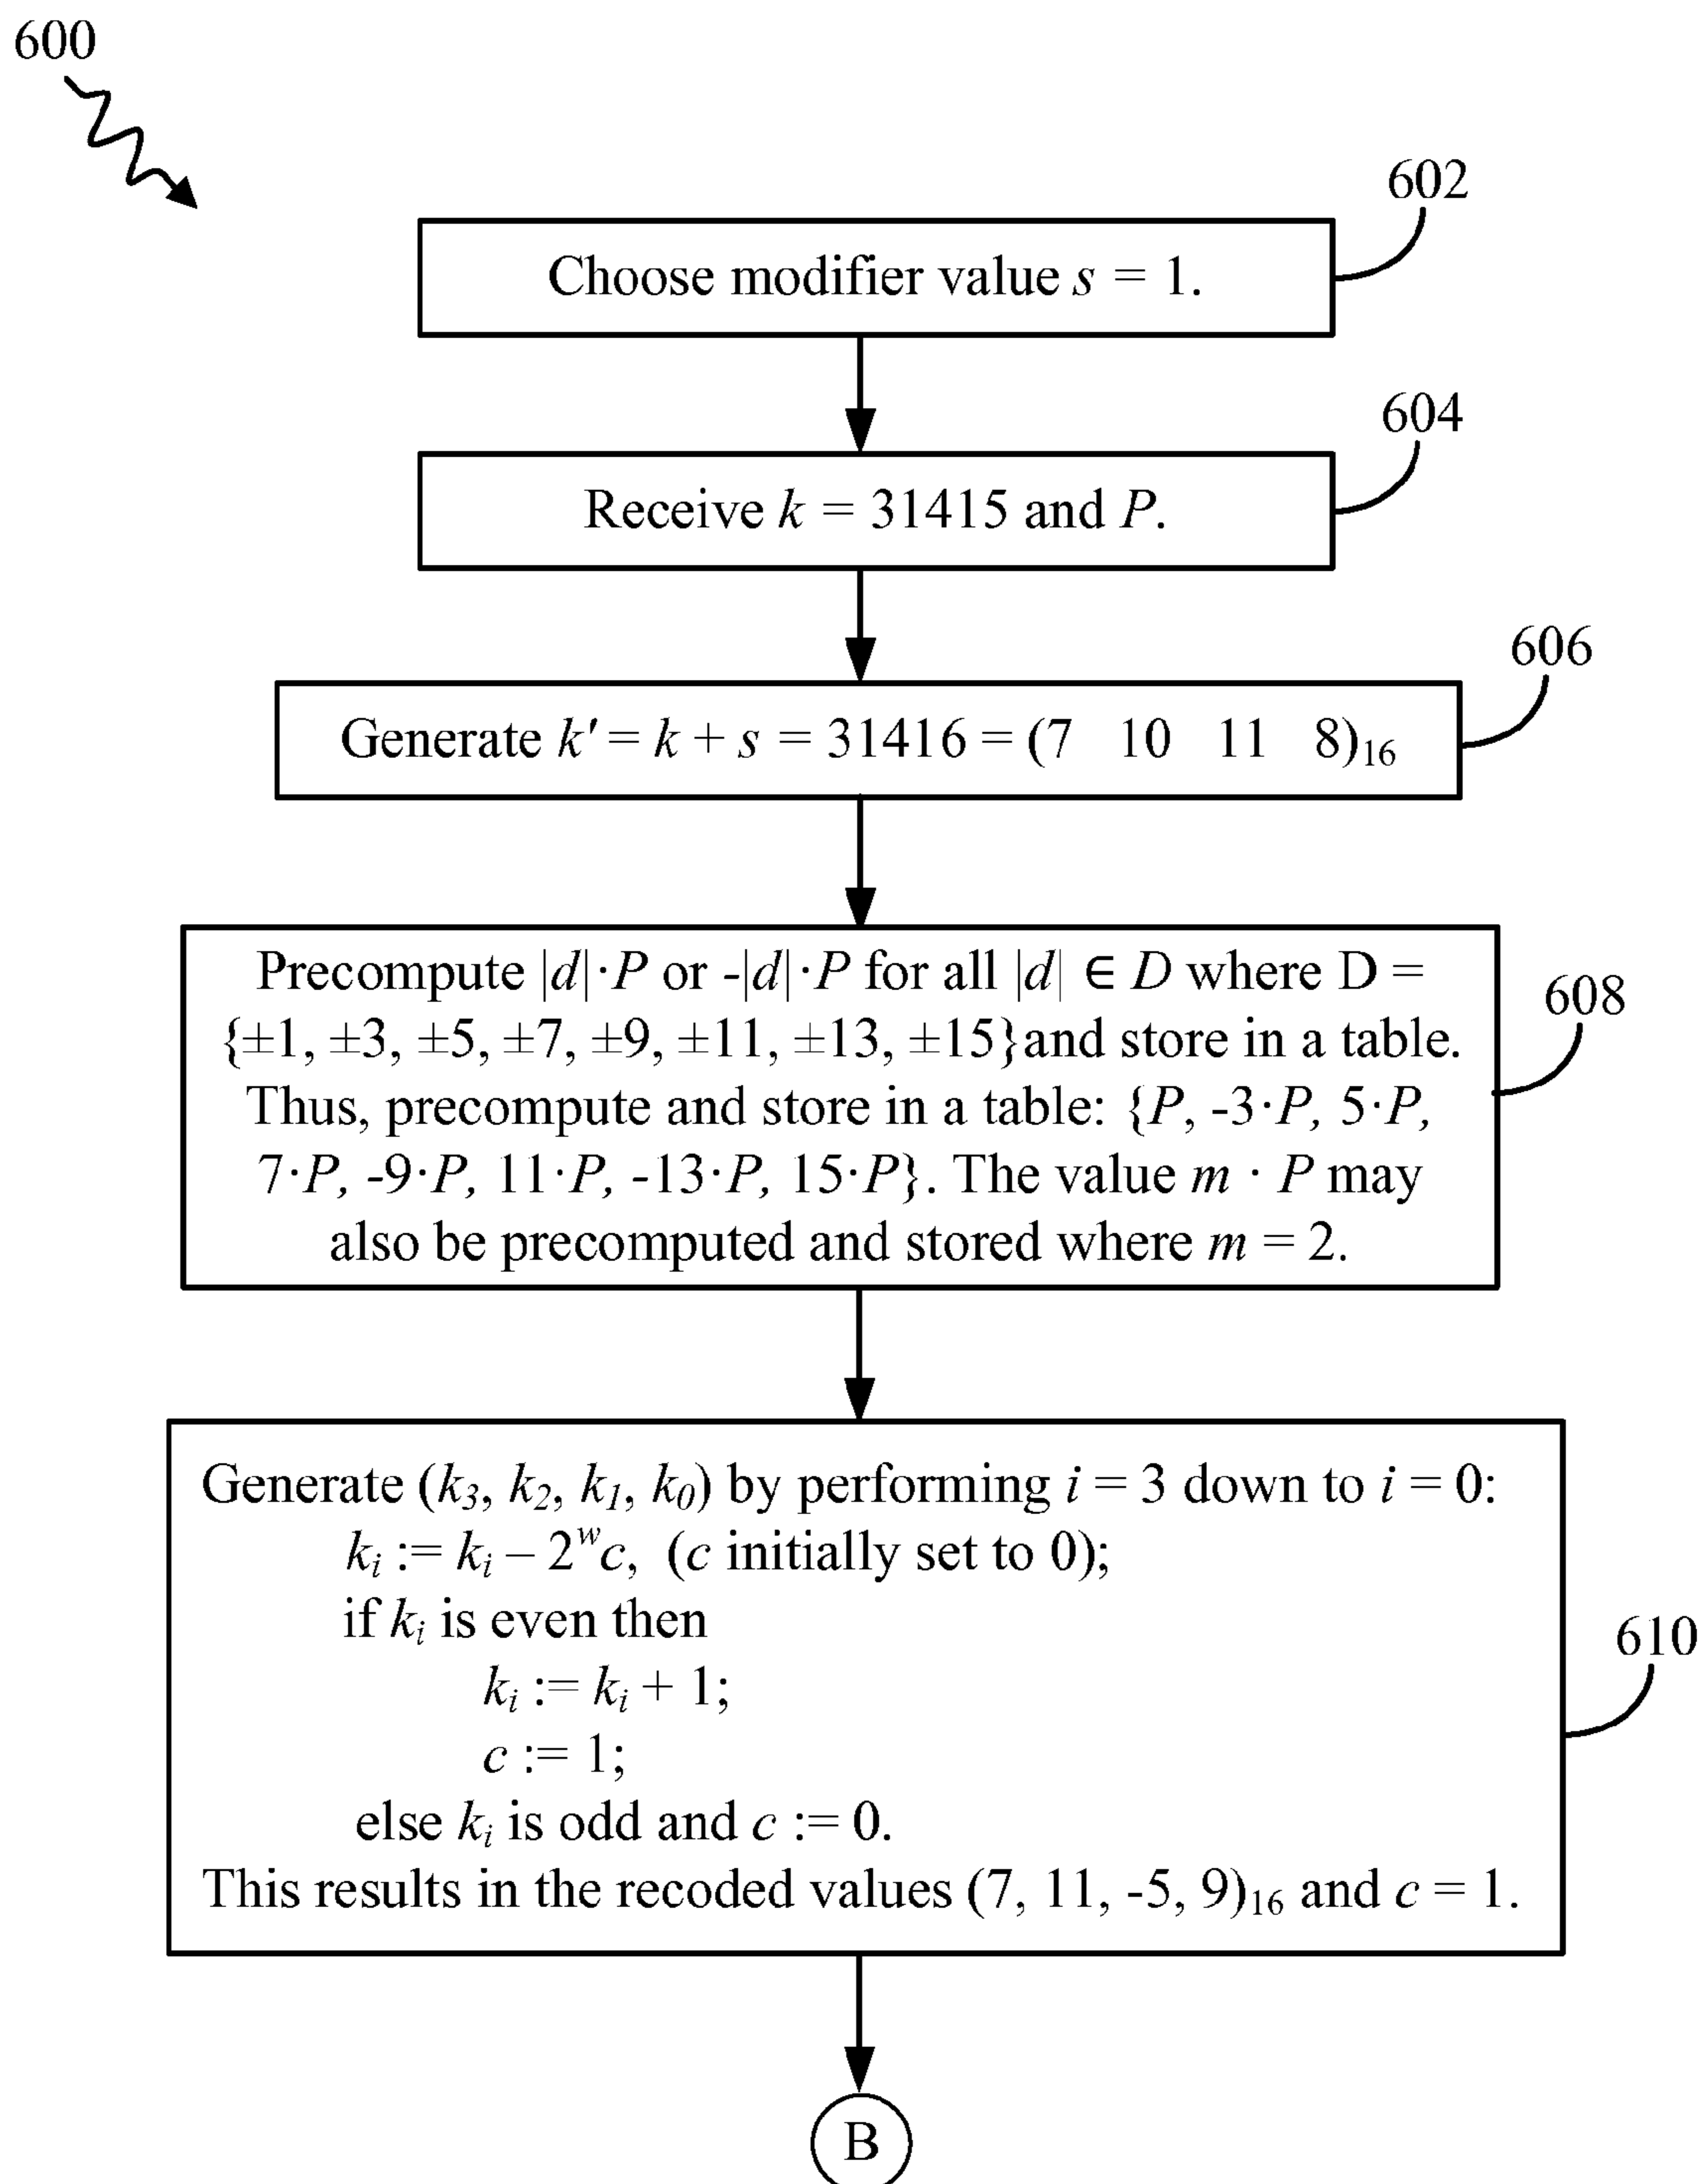 600
602
Choose modifier value s = 1.
604
Receive k = 31415 and P.
606
Generate k' = k + s = 31416 = (7 10 11 8)₁₆
608
Precompute |d|·P or -|d|·P for all |d| ∈ D where D =
{±1, ±3, ±5, ±7, ±9, ±11, ±13, ±15}and store in a table.
Thus, precompute and store in a table: {P, -3·P, 5·P,
7·P, -9·P, 11·P, -13·P, 15·P}. The value m · P may
also be precomputed and stored where m = 2.
610
Generate (k₃, k₂, k₁, k₀) by performing i = 3 down to i = 0:
kᵢ := kᵢ – 2ʷc, (c initially set to 0);
if kᵢ is even then
kᵢ := kᵢ + 1;
c := 1;
else kᵢ is odd and c := 0.
This results in the recoded values (7, 11, -5, 9)₁₆ and c = 1.
B